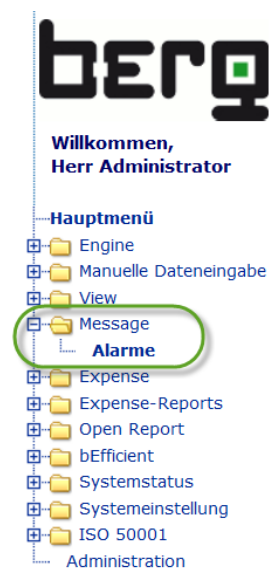 berg
Willkommen,
Herr Administrator
Hauptmenü
Engine
Manuelle Dateneingabe
View
Message
Alarme
Expense
Expense-Reports
Open Report
bEfficient
Systemstatus
Systemeinstellung
ISO 50001
Administration